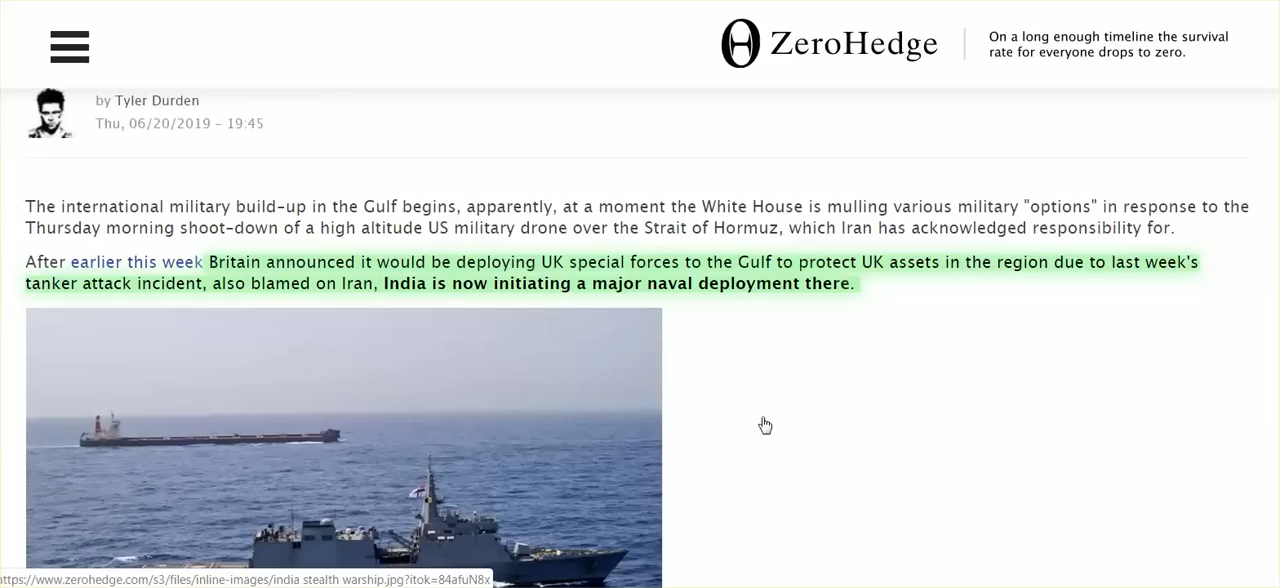 ZeroHedge
On a long enough timeline the survival
rate for everyone drops to zero.
by Tyler Durden
Thu, 06/20/2019 - 19:45
The international military build-up in the Gulf begins, apparently, at a moment the White House is mulling various military "options" in response to the
Thursday morning shoot-down of a high altitude US military drone over the Strait of Hormuz, which Iran has acknowledged responsibility for.
After earlier this week Britain announced it would be deploying UK special forces to the Gulf to protect UK assets in the region due to last week's
tanker attack incident, also blamed on Iran, India is now initiating a major naval deployment there.
https://www.zerohedge.com/s3/files/inline-images/india stealth warship.jpg?itok=84afuN8x